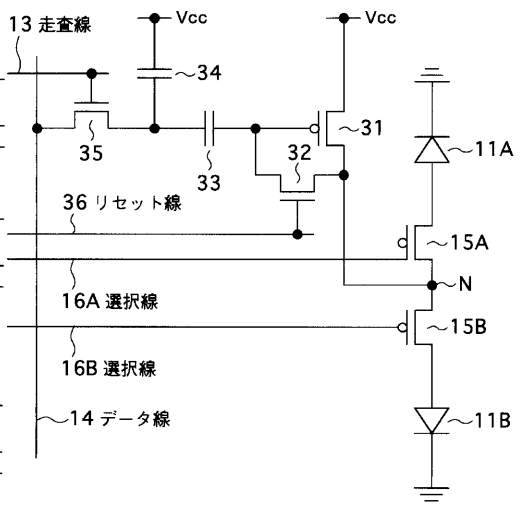 13 走査線
Vcc
Vcc
34
31
35
33
32
11A
36 リセット線
15A
16A 選択線
N
15B
16B 選択線
14 データ線
11B